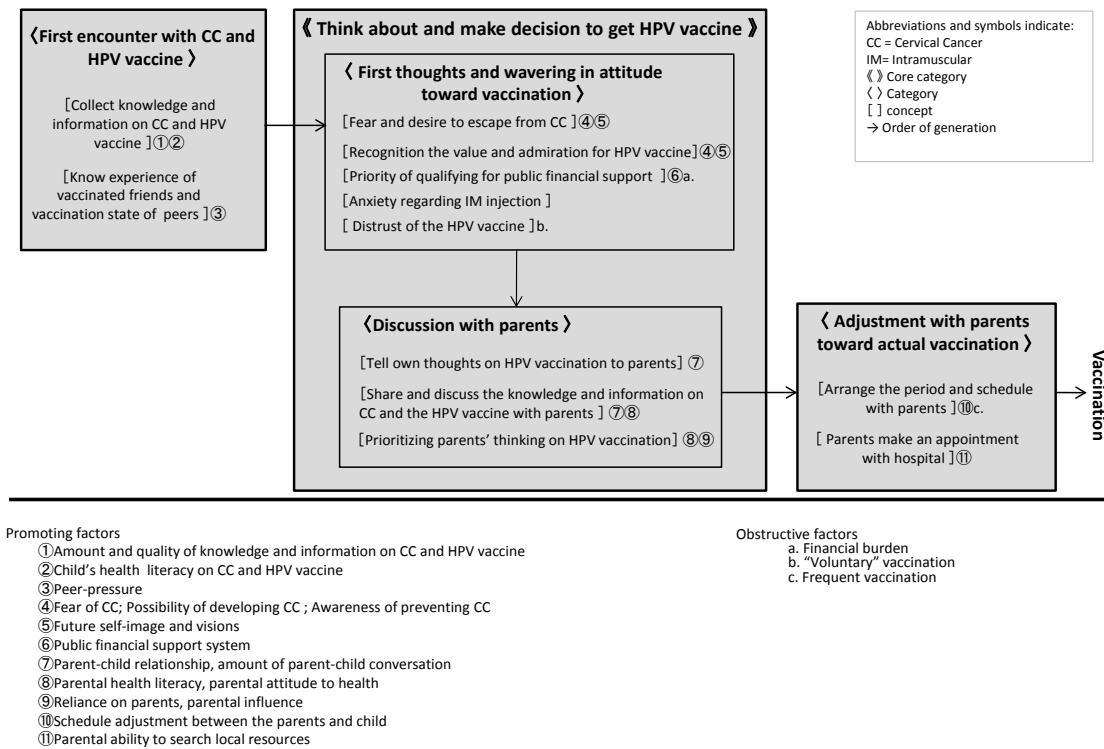 〈First encounter with CC and
HPV vaccine 〉
[Collect knowledge and
information on CC and HPV
vaccine ]①②
[Know experience of
vaccinated friends and
vaccination state of  peers ]③
《 Think about and make decision to get HPV vaccine 》
〈 First thoughts and wavering in attitude
toward vaccination 〉
[Fear and desire to escape from CC ]④⑤
[Recognition the value and admiration for HPV vaccine]④⑤
[Priority of qualifying for public financial support  ]⑥a.
[Anxiety regarding IM injection ]
[ Distrust of the HPV vaccine ]b.
〈Discussion with parents 〉
[Tell own thoughts on HPV vaccination to parents] ⑦
[Share and discuss the knowledge and information on
CC and the HPV vaccine with parents  ] ⑦⑧
[Prioritizing parents' thinking on HPV vaccination] ⑧⑨
〈 Adjustment with parents
toward actual vaccination 〉
[Arrange the period and schedule
with parents ]⑩c.
[ Parents make an appointment
with hospital ]⑪
Vaccination
Abbreviations and symbols indicate:
CC = Cervical Cancer
IM= Intramuscular
《 》 Core category
〈 〉 Category
[ ] concept
→ Order of generation
Promoting factors
①Amount and quality of knowledge and information on CC and HPV vaccine
②Child's health  literacy on CC and HPV vaccine
③Peer-pressure
④Fear of CC; Possibility of developing CC ; Awareness of preventing CC
⑤Future self-image and visions
⑥Public financial support system
⑦Parent-child relationship, amount of parent-child conversation
⑧Parental health literacy, parental attitude to health
⑨Reliance on parents, parental influence
⑩Schedule adjustment between the parents and child
⑪Parental ability to search local resources
Obstructive factors
a. Financial burden
b. "Voluntary" vaccination
c. Frequent vaccination